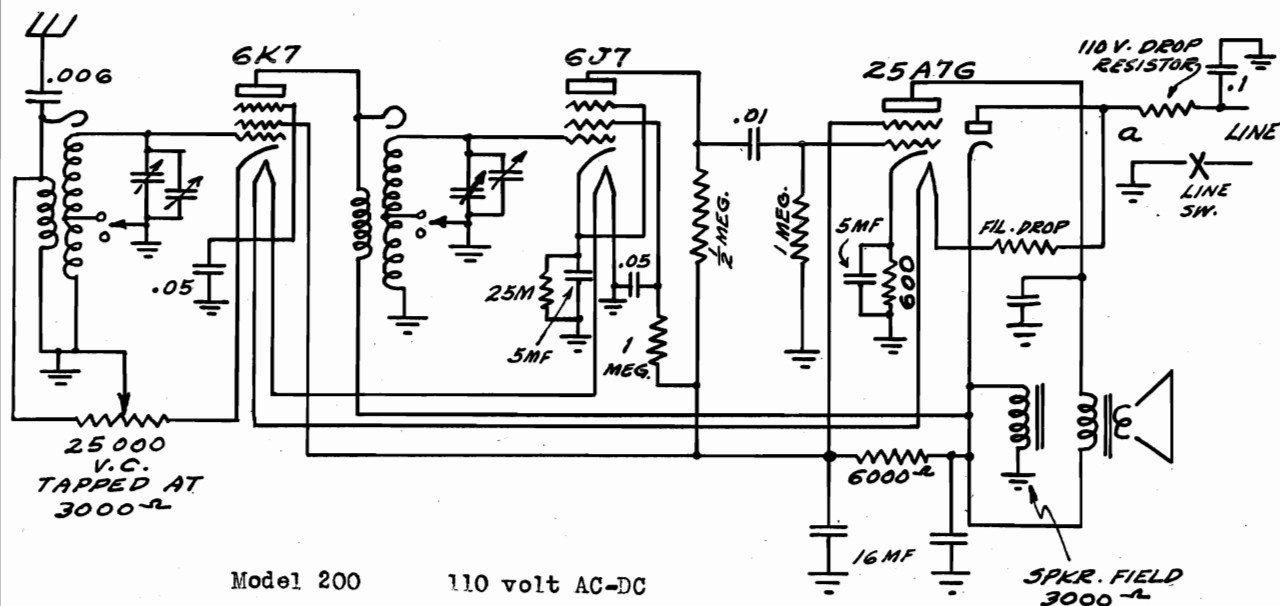 6K7
6J7
25A7G
110 V. DROP
RESISTOR
.1
LINE
a
LINE
SW.
.006
.01
½ MEG.
1 MEG.
5MF
600
FIL. DROP
.05
25M
5MF
.05
1
MEG.
25000
V.C.
TAPPED AT
3000 Ω
6000 Ω
16 MF
SPKR. FIELD
3000 Ω
Model 200 110 volt AC-DC